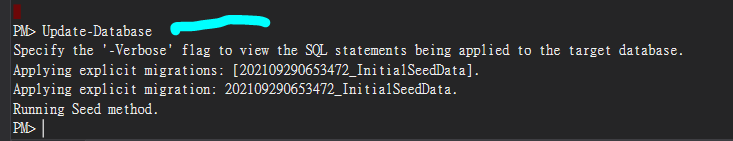 PM> Update-Database
Specify the '-Verbose' flag to view the SQL statements being applied to the target database.
Applying explicit migrations: [202109290653472_InitialSeedData].
Applying explicit migration: 202109290653472_InitialSeedData.
Running Seed method.
PM>